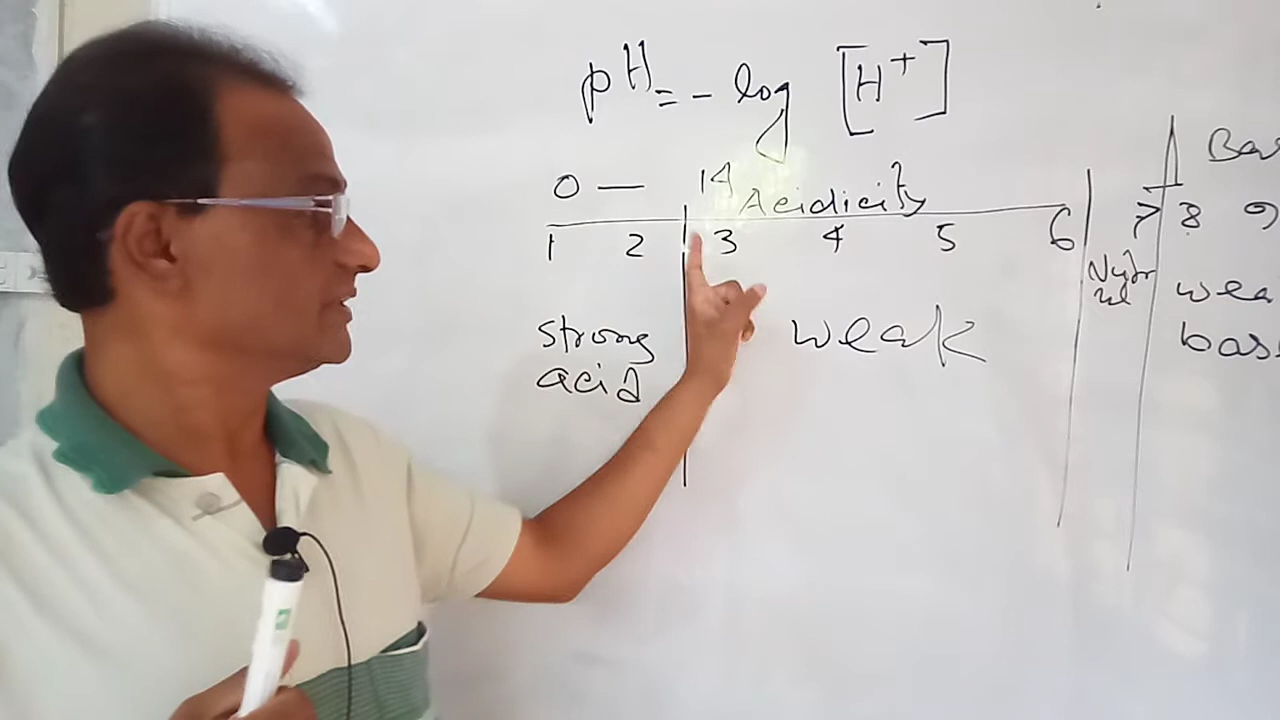 pH = - log [H+]
0 — 14
Acidicity
Bas
1 2 3 4 5 6 7 8 9
strong acid
weak
wea
bas